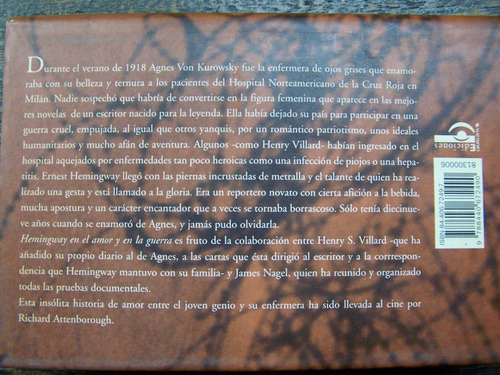 Durante el verano de 1918 Agnes Von Kurowsky fue la enfermera de ojos grises que enamo-
raba con su belleza y ternura a los pacientes del Hospital Norteamericano de la Cruz Roja en
Milán. Nadie sospechó que habría de convertirse en la figura femenina que aparece en las mejo-
res novelas de un escritor nacido para la leyenda. Ella había dejado su país para participar en una
guerra cruel, empujada, al igual que otros yanquis, por un romántico patriotismo, unos ideales
humanitarios y mucho afán de aventura. Algunos -como Henry Villard- habían ingresado en el
hospital aquejados por enfermedades tan poco heroicas como una infección de piojos o una hepa-
titis. Ernest Hemingway llegó con las piernas incrustadas de metralla y el talante de quien ha rea-
lizado una gesta y está llamado a la gloria. Era un reportero novato con cierta afición a la bebida,
mucha apostura y un carácter encantador que a veces se tornaba borrascoso. Sólo tenía diecinue-
ve años cuando se enamoró de Agnes, y jamás pudo olvidarla.
Hemingway en el amor y en la guerra es fruto de la colaboración entre Henry S. Villard -que ha
añadido su propio diario al de Agnes, a las cartas que ésta dirigió al escritor y a la corrrespon-
dencia que Hemingway mantuvo con su familia- y James Nagel, quien ha reunido y organizado
todas las pruebas documentales.
Esta insólita historia de amor entre el joven genio y su enfermera ha sido llevada al cine por
Richard Attenborough.
Ediciones
81300006
ISBN 84-406-7249-7
9 788440 672490